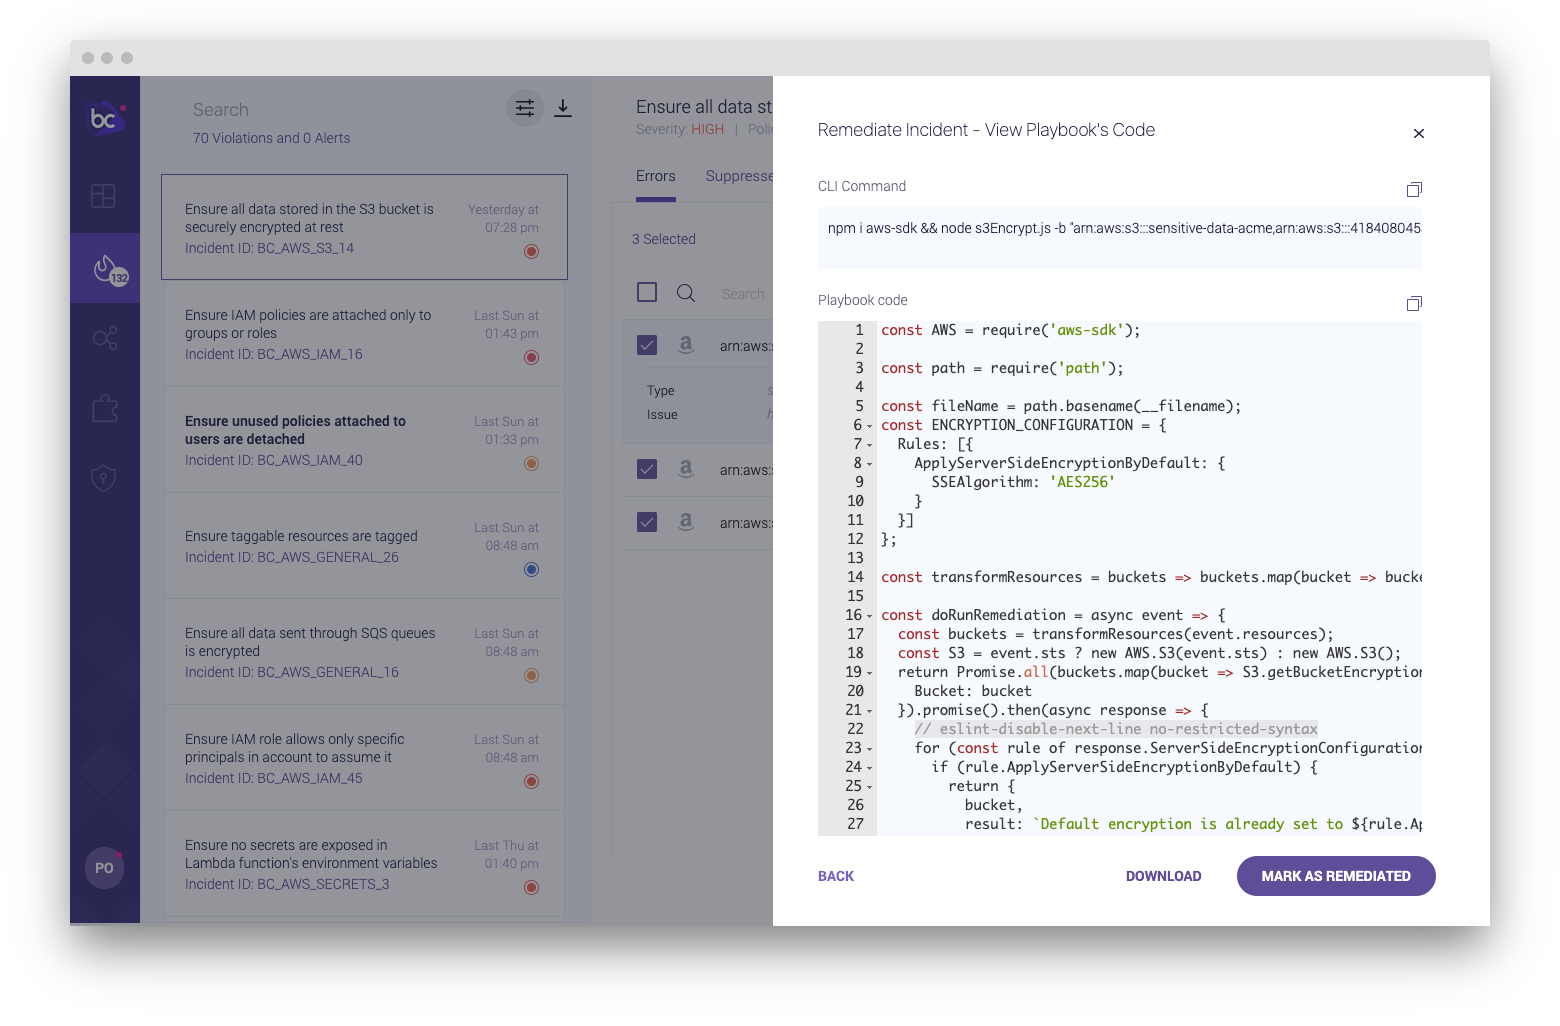 bc
132
PO
Search
70 Violations and 0 Alerts
Ensure all data stored in the S3 bucket is
securely encrypted at rest
Incident ID: BC_AWS_S3_14
Yesterday at
07:28 pm
Ensure IAM policies are attached only to
groups or roles
Incident ID: BC_AWS_IAM_16
Last Sun at
01:43 pm
Ensure unused policies attached to
users are detached
Incident ID: BC_AWS_IAM_40
Last Sun at
01:33 pm
Ensure taggable resources are tagged
Incident ID: BC_AWS_GENERAL_26
Last Sun at
08:48 am
Ensure all data sent through SQS queues
is encrypted
Incident ID: BC_AWS_GENERAL_16
Last Sun at
08:48 am
Ensure IAM role allows only specific
principals in account to assume it
Incident ID: BC_AWS_IAM_45
Last Sun at
08:48 am
Ensure no secrets are exposed in
Lambda function's environment variables
Incident ID: BC_AWS_SECRETS_3
Last Thu at
01:40 pm
Ensure all data st
Severity: HIGH | Poli
Errors Suppresse
3 Selected
Search
a arn:aws:s
Type s
Issue h
a arn:aws:s
a arn:aws:s
Remediate Incident - View Playbook's Code
CLI Command
npm i aws-sdk && node s3Encrypt.js -b "arn:aws:s3:::sensitive-data-acme,arn:aws:s3:::418408045
Playbook code
1 const AWS = require('aws-sdk');
2
3 const path = require('path');
4
5 const fileName = path.basename(__filename);
6 const ENCRYPTION_CONFIGURATION = {
7 Rules: [{
8 ApplyServerSideEncryptionByDefault: {
9 SSEAlgorithm: 'AES256'
10 }
11 }]
12 };
13
14 const transformResources = buckets => buckets.map(bucket => bucke
15
16 const doRunRemediation = async event => {
17 const buckets = transformResources(event.resources);
18 const S3 = event.sts ? new AWS.S3(event.sts) : new AWS.S3();
19 return Promise.all(buckets.map(bucket => S3.getBucketEncryption
20 Bucket: bucket
21 }).promise().then(async response => {
22 // eslint-disable-next-line no-restricted-syntax
23 for (const rule of response.ServerSideEncryptionConfiguration
24 if (rule.ApplyServerSideEncryptionByDefault) {
25 return {
26 bucket,
27 result: `Default encryption is already set to ${rule.Ap
BACK
DOWNLOAD
MARK AS REMEDIATED